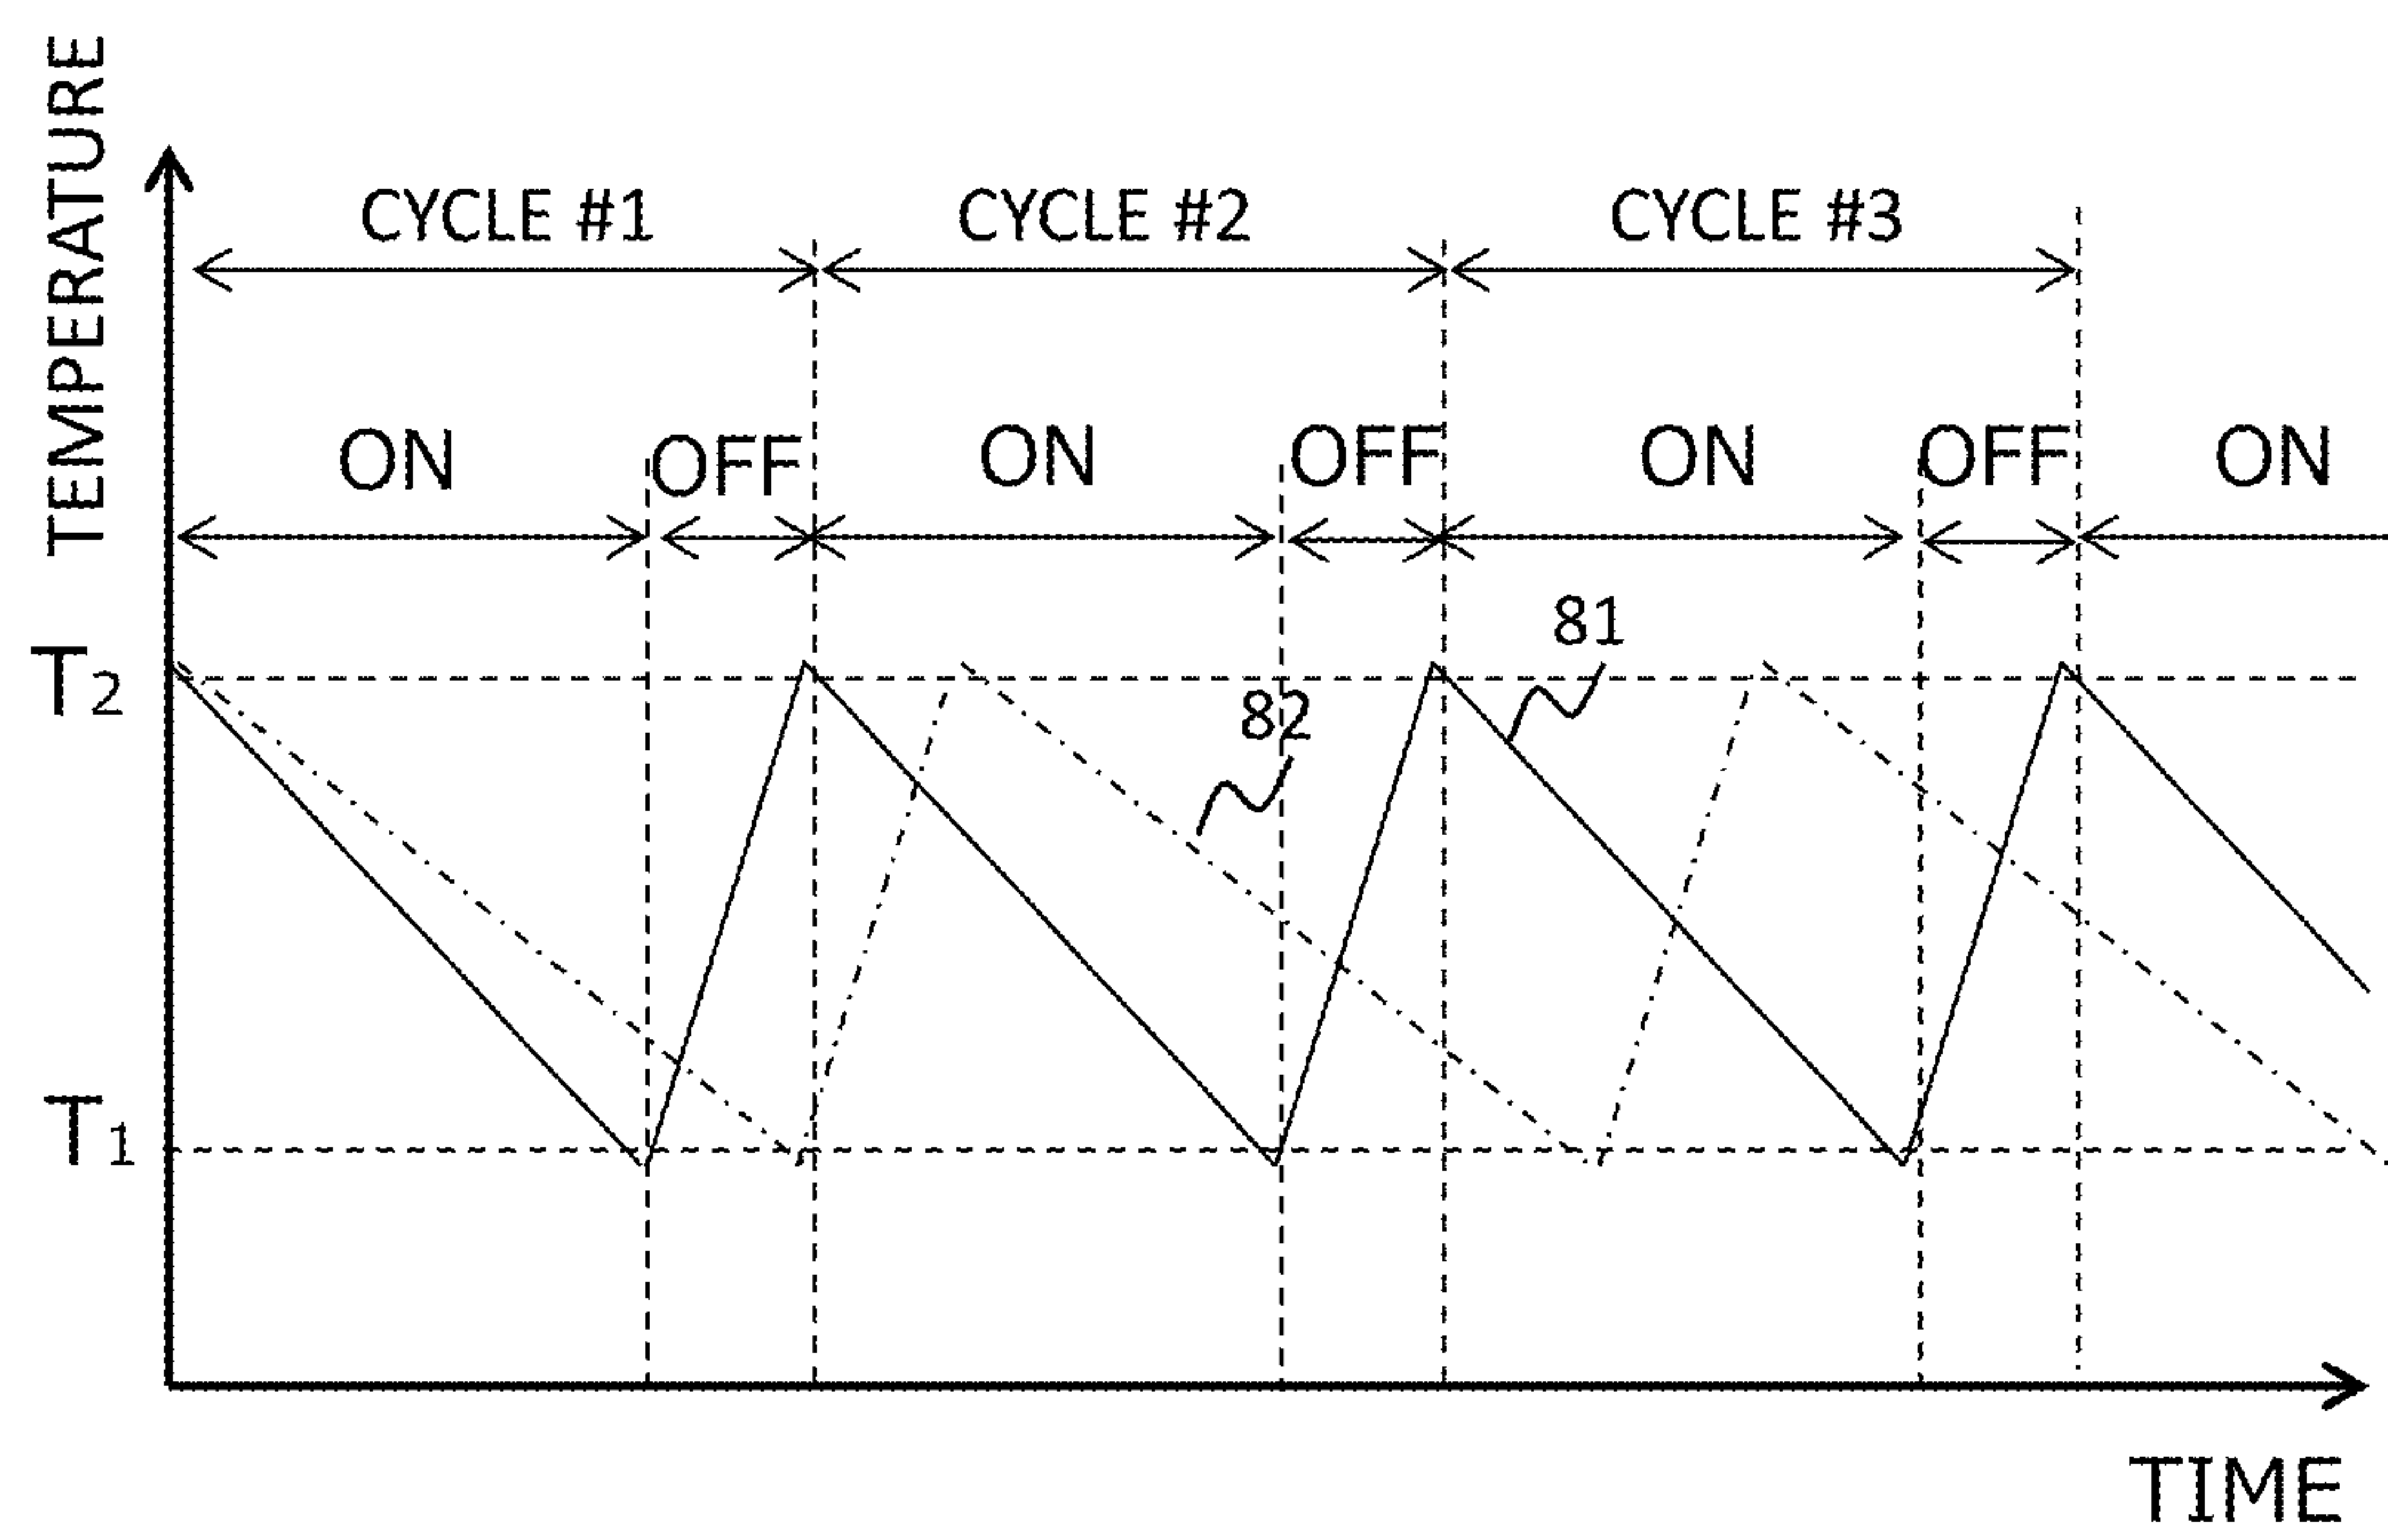 TEMPERATURE
CYCLE #1 CYCLE #2 CYCLE #3
ON OFF ON OFF ON OFF ON
81
T2
82
T1
TIME